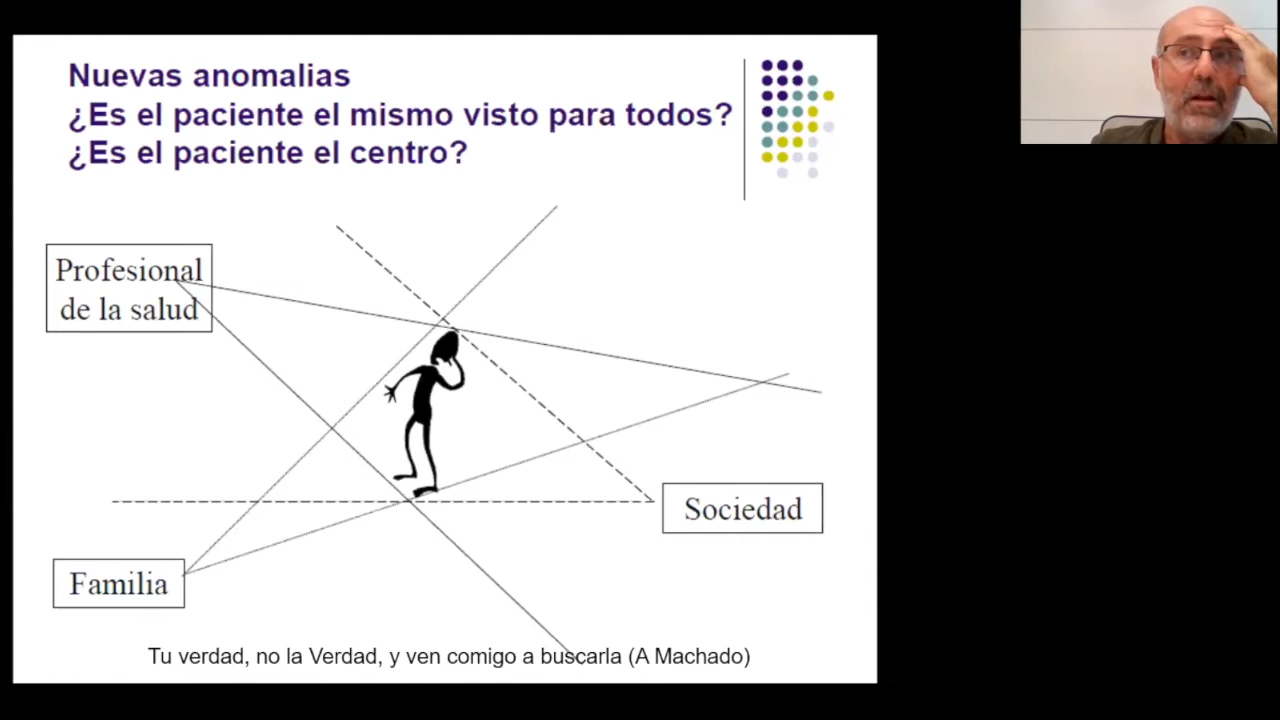 Nuevas anomalias
¿Es el paciente el mismo visto para todos?
¿Es el paciente el centro?
Profesional
de la salud
Sociedad
Familia
Tu verdad, no la Verdad, y ven comigo a buscarla (A Machado)